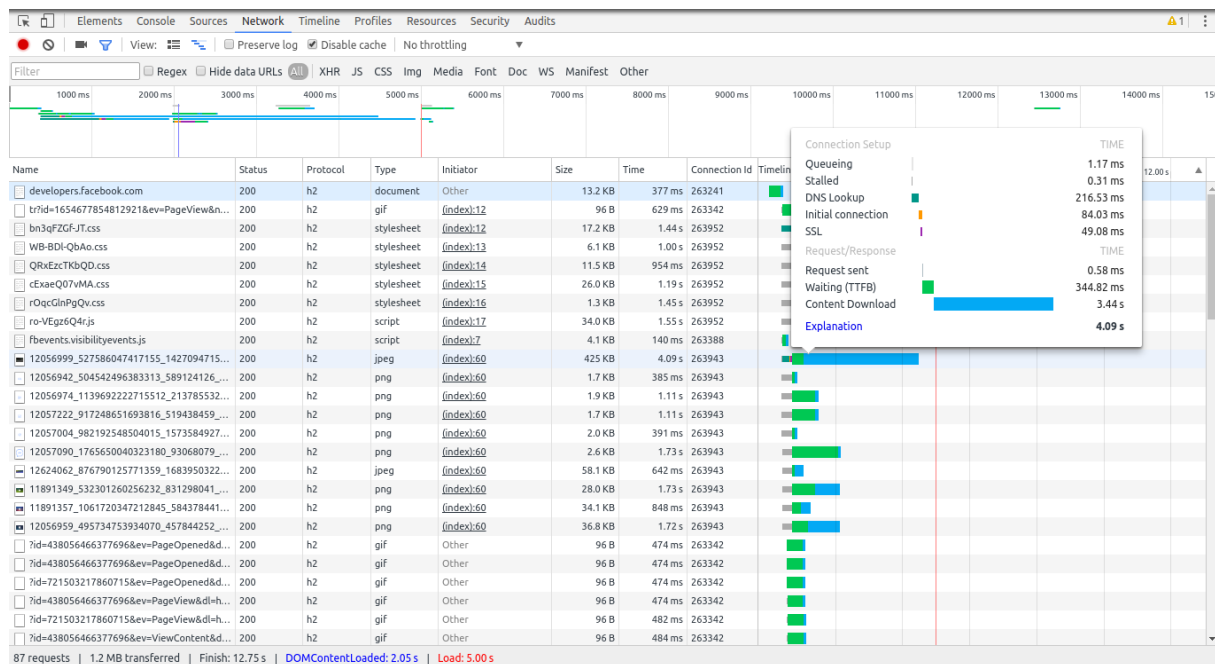 Elements Console Sources Network Timeline Profiles Resources Security Audits 1
View: Preserve log Disable cache No throttling
Filter Regex Hide data URLs All XHR JS CSS Img Media Font Doc WS Manifest Other
1000 ms 2000 ms 3000 ms 4000 ms 5000 ms 6000 ms 7000 ms 8000 ms 9000 ms 10000 ms 11000 ms 12000 ms 13000 ms 14000 ms 15
Name Status Protocol Type Initiator Size Time Connection Id Timelin 12.00 s
developers.facebook.com 200 h2 document Other 13.2 KB 377 ms 263241
tr?id=1654677854812921&ev=PageView&n... 200 h2 gif (index):12 96 B 629 ms 263342
bn3qFZGf-JT.css 200 h2 stylesheet (index):12 17.2 KB 1.44 s 263952
WB-BDl-QbAo.css 200 h2 stylesheet (index):13 6.1 KB 1.00 s 263952
QRxEzcTKbQD.css 200 h2 stylesheet (index):14 11.5 KB 954 ms 263952
cExaeQ07vMA.css 200 h2 stylesheet (index):15 26.0 KB 1.19 s 263952
rOqcGlnPgQv.css 200 h2 stylesheet (index):16 1.3 KB 1.45 s 263952
ro-VEgz6Q4r.js 200 h2 script (index):17 34.0 KB 1.55 s 263952
fbevents.visibilityevents.js 200 h2 script (index):7 4.1 KB 140 ms 263388
12056999_527586047417155_1427094715... 200 h2 jpeg (index):60 425 KB 4.09 s 263943
12056942_504542496383313_589124126_... 200 h2 png (index):60 1.7 KB 385 ms 263943
12056974_1139692222715512_213785532... 200 h2 png (index):60 1.9 KB 1.11 s 263943
12057222_917248651693816_519438459_... 200 h2 png (index):60 1.7 KB 1.11 s 263943
12057004_982192548504015_1573584927... 200 h2 png (index):60 2.0 KB 391 ms 263943
12057090_1765650040323180_93068079_... 200 h2 png (index):60 2.6 KB 1.73 s 263943
12624062_876790125771359_1683950322... 200 h2 jpeg (index):60 58.1 KB 642 ms 263943
11891349_532301260256232_831298041_... 200 h2 png (index):60 28.0 KB 1.73 s 263943
11891357_1061720347212845_584378441... 200 h2 png (index):60 34.1 KB 848 ms 263943
12056959_495734753934070_457844252_... 200 h2 png (index):60 36.8 KB 1.72 s 263943
?id=438056466377696&ev=PageOpened&d... 200 h2 gif Other 96 B 474 ms 263342
?id=438056466377696&ev=PageOpened&d... 200 h2 gif Other 96 B 474 ms 263342
?id=721503217860715&ev=PageOpened&d... 200 h2 gif Other 96 B 474 ms 263342
?id=438056466377696&ev=PageView&dl=h... 200 h2 gif Other 96 B 474 ms 263342
?id=721503217860715&ev=PageView&dl=h... 200 h2 gif Other 96 B 482 ms 263342
?id=438056466377696&ev=ViewContent&d... 200 h2 gif Other 96 B 484 ms 263342
Connection Setup TIME
Queueing 1.17 ms
Stalled 0.31 ms
DNS Lookup 216.53 ms
Initial connection 84.03 ms
SSL 49.08 ms
Request/Response TIME
Request sent 0.58 ms
Waiting (TTFB) 344.82 ms
Content Download 3.44 s
Explanation 4.09 s
87 requests | 1.2 MB transferred | Finish: 12.75 s | DOMContentLoaded: 2.05 s | Load: 5.00 s